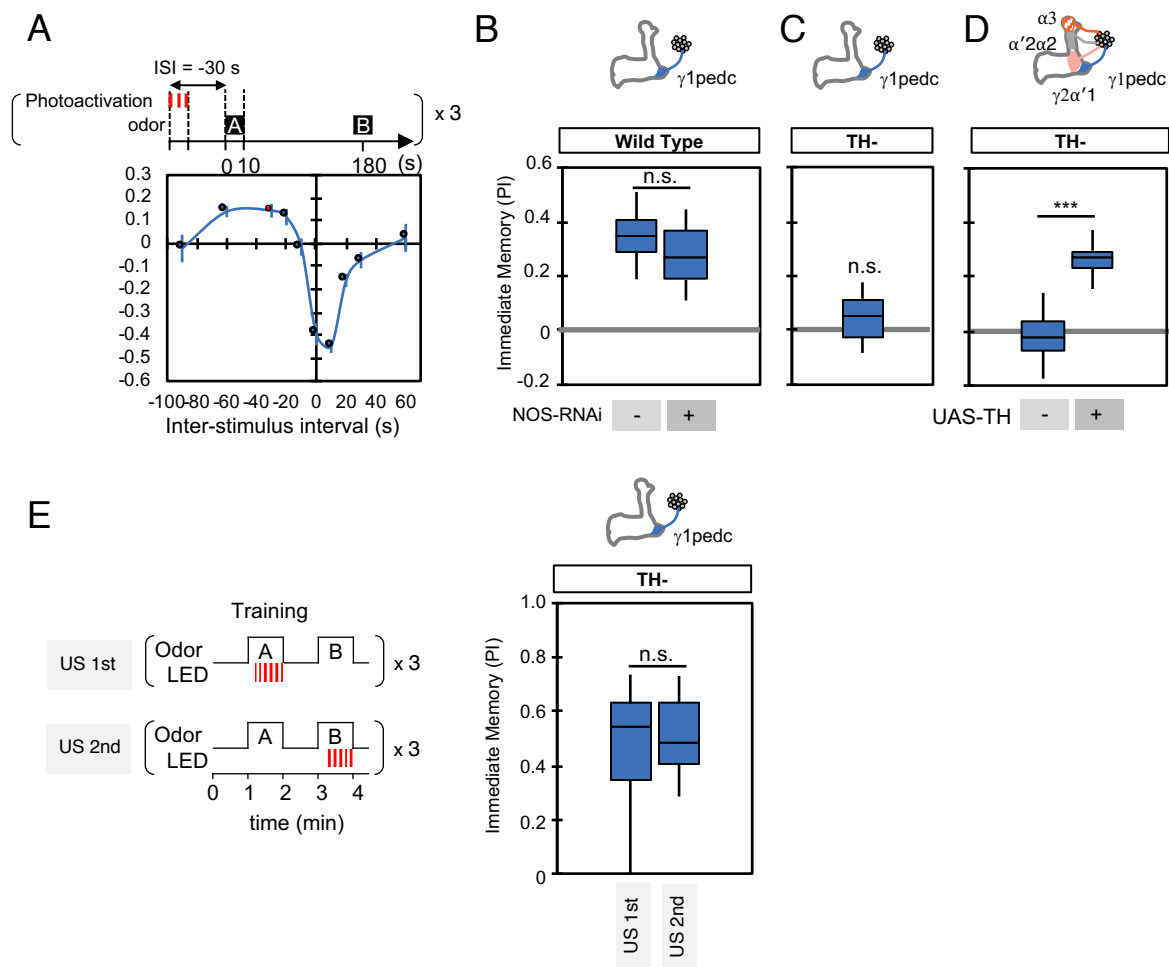 A
ISI = -30 s
Photoactivation
odor
A
B
x 3
0 10
180
(s)
0.3
0.2
0.1
0
-0.1
-0.2
-0.3
-0.4
-0.5
-0.6
-100 -80 -60 -40 -20 0 20 40 60
Inter-stimulus interval (s)
B
γ1pedc
Wild Type
Immediate Memory (PI)
0.6
0.4
0.2
0
-0.2
n.s.
NOS-RNAi
-
+
C
γ1pedc
TH-
n.s.
D
α3
α′2α2
γ1pedc
γ2α′1
TH-
***
UAS-TH
-
+
E
Training
US 1st
Odor
LED
A
B
x 3
US 2nd
Odor
LED
A
B
x 3
0 1 2 3 4
time (min)
γ1pedc
TH-
Immediate Memory (PI)
1.0
0.8
0.6
0.4
0.2
0
n.s.
US 1st
US 2nd